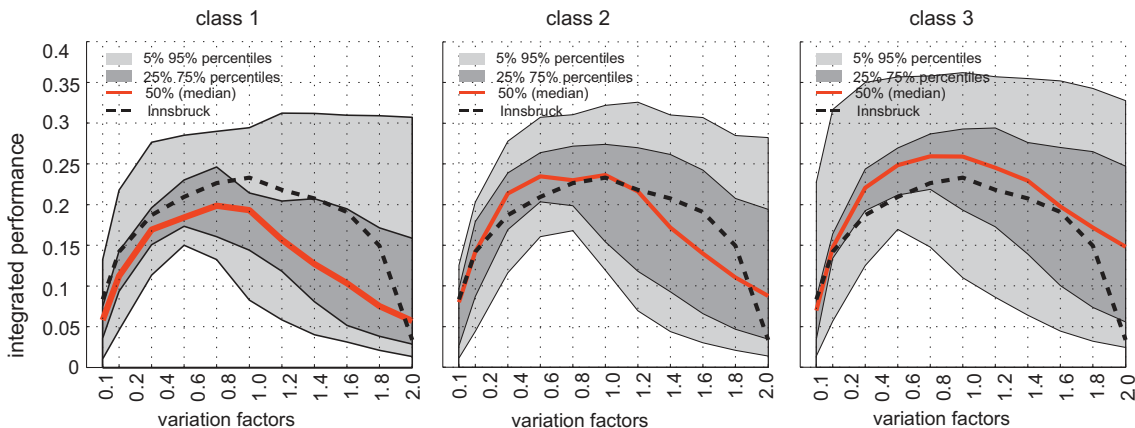 class 1
class 2
class 3
integrated performance
0.4
0.35
0.3
0.25
0.2
0.15
0.1
0.05
0
5% 95% percentiles
25% 75% percentiles
50% (median)
Innsbruck
5% 95% percentiles
25% 75% percentiles
50% (median)
Innsbruck
5% 95% percentiles
25% 75% percentiles
50% (median)
Innsbruck
0.1 0.2 0.4 0.6 0.8 1.0 1.2 1.4 1.6 1.8 2.0
0.1 0.2 0.4 0.6 0.8 1.0 1.2 1.4 1.6 1.8 2.0
0.1 0.2 0.4 0.6 0.8 1.0 1.2 1.4 1.6 1.8 2.0
variation factors
variation factors
variation factors